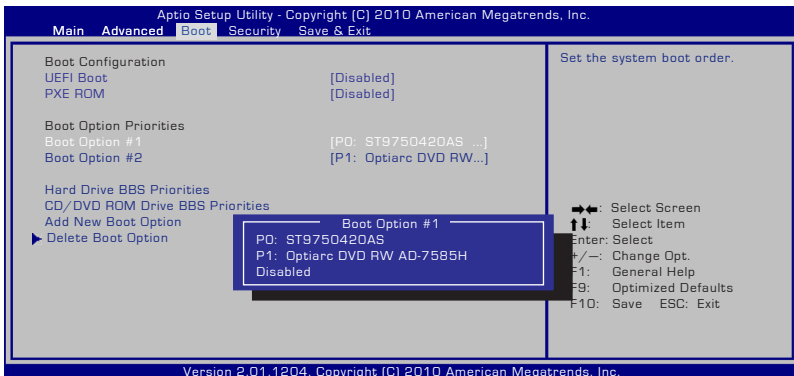 Aptio Setup Utility - Copyright (C) 2010 American Megatrends, Inc.
Main Advanced Boot Security Save & Exit
Boot Configuration
UEFI Boot [Disabled]
PXE ROM [Disabled]
Boot Option Priorities
Boot Option #1 [P0: ST9750420AS ...]
Boot Option #2 [P1: Optiarc DVD RW...]
Hard Drive BBS Priorities
CD/DVD ROM Drive BBS Priorities
Add New Boot Option
Delete Boot Option
Boot Option #1
P0: ST9750420AS
P1: Optiarc DVD RW AD-7585H
Disabled
Set the system boot order.
→←: Select Screen
↑↓: Select Item
Enter: Select
+/—: Change Opt.
F1: General Help
F9: Optimized Defaults
F10: Save ESC: Exit
Version 2.01.1204. Copyright (C) 2010 American Megatrends, Inc.